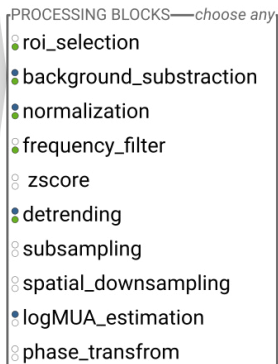 PROCESSING BLOCKS choose any
roi_selection
background_substraction
normalization
frequency_filter
zscore
detrending
subsampling
spatial_downsampling
logMUA_estimation
phase_transfrom